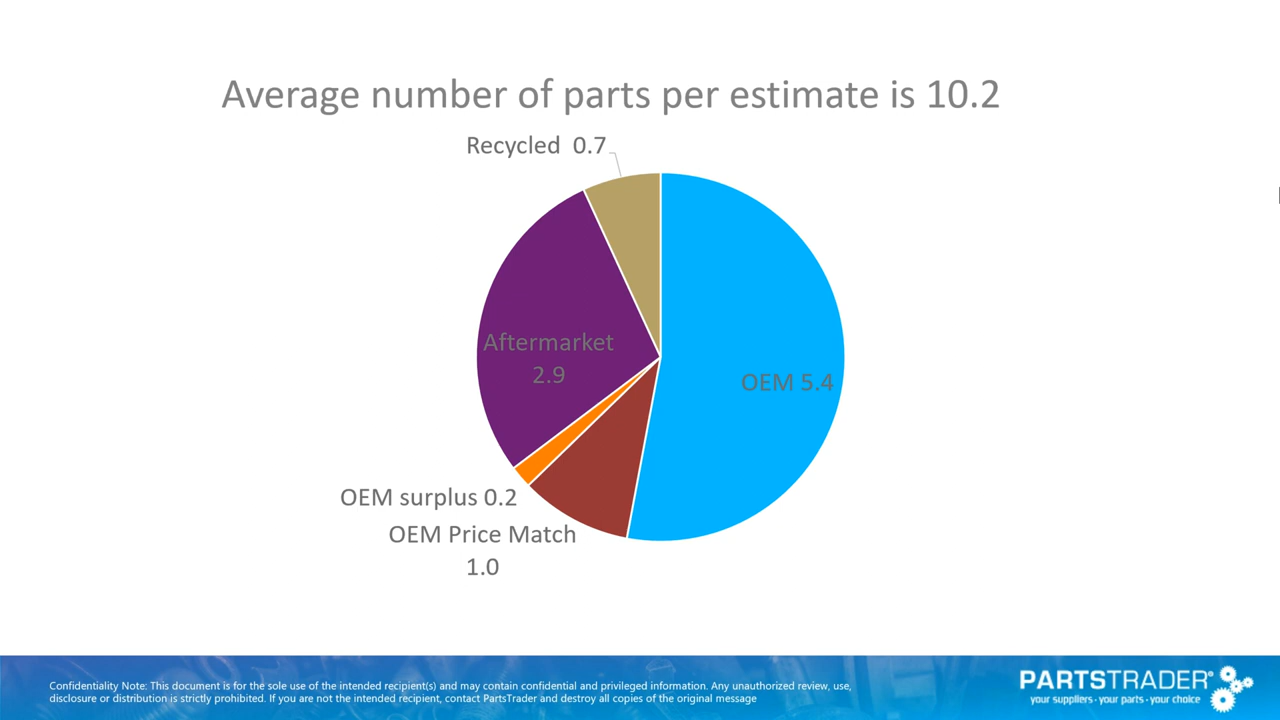 Average number of parts per estimate is 10.2
Recycled 0.7
Aftermarket
2.9
OEM 5.4
OEM surplus 0.2
OEM Price Match
1.0
Confidentiality Note: This document is for the sole use of the intended recipient(s) and may contain confidential and privileged information. Any unauthorized review, use,
disclosure or distribution is strictly prohibited. If you are not the intended recipient, contact PartsTrader and destroy all copies of the original message
PARTSTRADER®
your suppliers · your parts · your choice